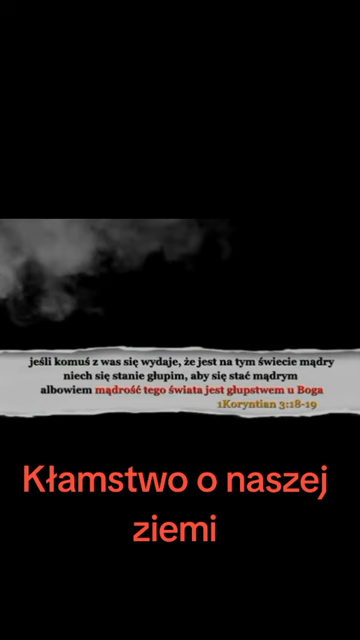 jeśli komuś z was się wydaje, że jest na tym świecie mądry
niech się stanie głupim, aby się stać mądrym
albowiem mądrość tego świata jest głupstwem u Boga
1Koryntian 3:18-19
Kłamstwo o naszej
ziemi